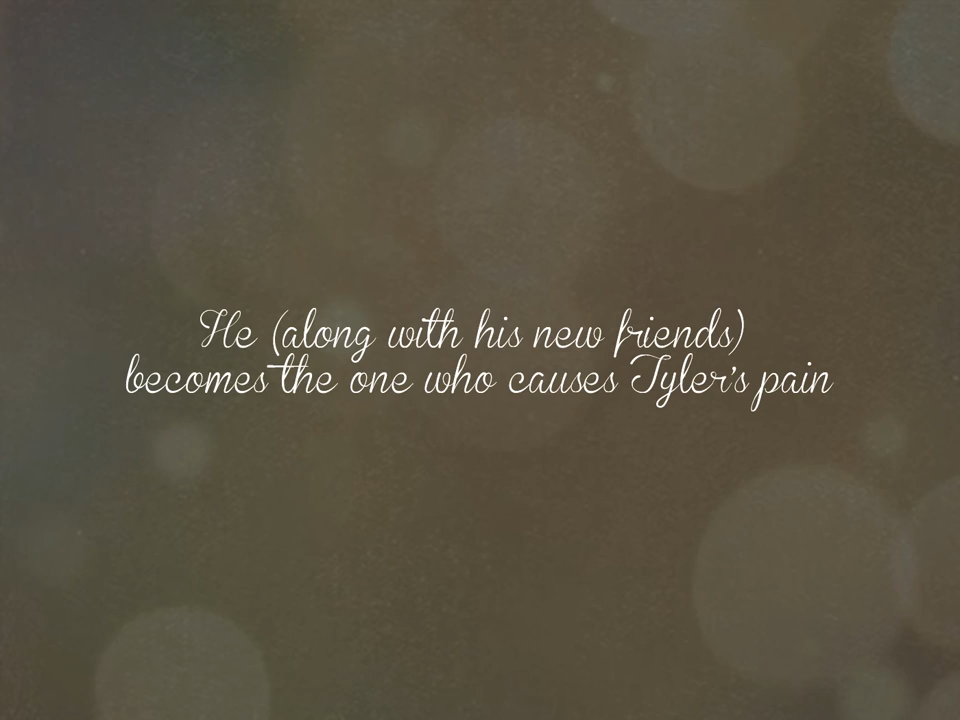 He (along with his new friends)
becomes the one who causes Tyler's pain